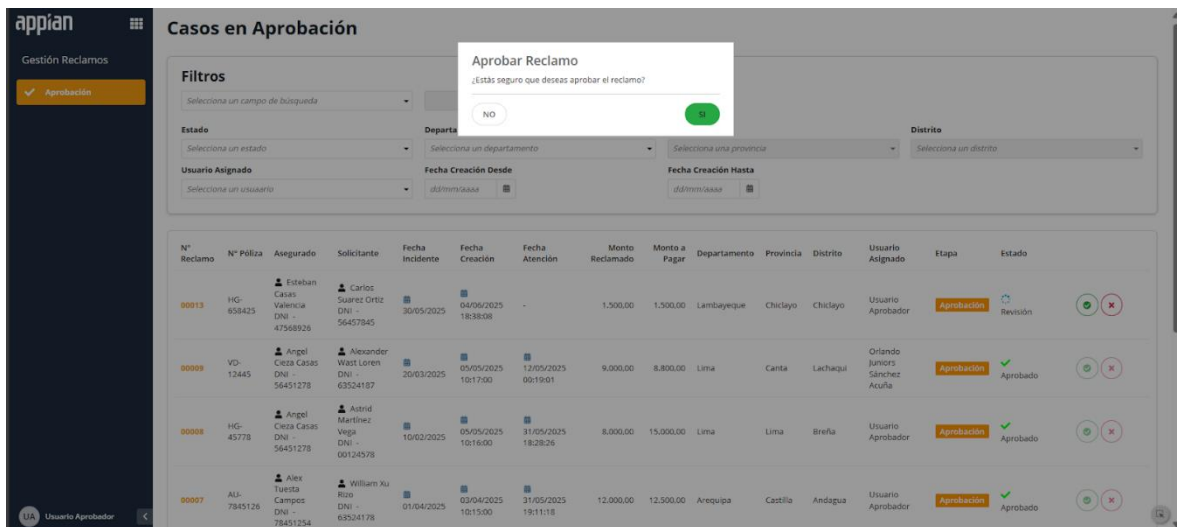 appian
Casos en Aprobación
Gestión Reclamos
Aprobación
Aprobar Reclamo
¿Estás seguro que deseas aprobar el reclamo?
NO
SI
Filtros
Selecciona un campo de búsqueda
Estado
Departa
Distrito
Selecciona un estado
Selecciona un departamento
Selecciona una provincia
Selecciona un distrito
Usuario Asignado
Fecha Creación Desde
Fecha Creación Hasta
Selecciona un usuaario
dd/mm/aaaa
dd/mm/aaaa
N° Reclamo
N° Póliza
Asegurado
Solicitante
Fecha Incidente
Fecha Creación
Fecha Atención
Monto Reclamado
Monto a Pagar
Departamento
Provincia
Distrito
Usuario Asignado
Etapa
Estado
00013
HG-658425
Esteban Casas Valencia DNI - 47568926
Carlos Suarez Ortiz DNI - 56457845
30/05/2025
04/06/2025 18:38:08
-
1.500,00
1.500,00
Lambayeque
Chiclayo
Chiclayo
Usuario Aprobador
Aprobación
Revisión
00009
VD-12445
Angel Cieza Casas DNI - 56451278
Alexander Wast Loren DNI - 63524187
20/03/2025
05/05/2025 10:17:00
12/05/2025 00:19:01
9.000,00
8.800,00
Lima
Canta
Lachaqui
Orlando Juniors Sánchez Acuña
Aprobación
Aprobado
00008
HG-45778
Angel Cieza Casas DNI - 56451278
Astrid Martínez Vega DNI - 00124578
10/02/2025
05/05/2025 10:16:00
31/05/2025 18:28:26
8.000,00
15.000,00
Lima
Lima
Breña
Usuario Aprobador
Aprobación
Aprobado
00007
AU-7845126
Alex Tuesta Campos DNI - 78451254
William Xu Rizo DNI - 63524178
01/04/2025
03/04/2025 10:15:00
31/05/2025 19:11:18
12.000,00
12.500,00
Arequipa
Castilla
Andagua
Usuario Aprobador
Aprobación
Aprobado
UA
Usuario Aprobador